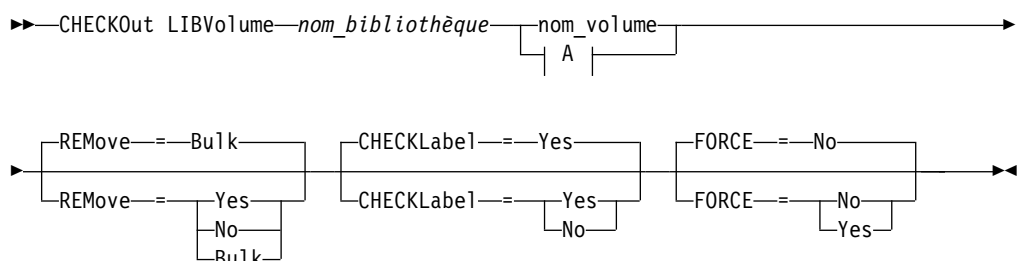 CHECKOut LIBVolume nom_bibliothèque nom_volume
A
REMove = Bulk CHECKLabel = Yes FORCE = No
REMove = Yes CHECKLabel = Yes FORCE = No
No No Yes
Bulk